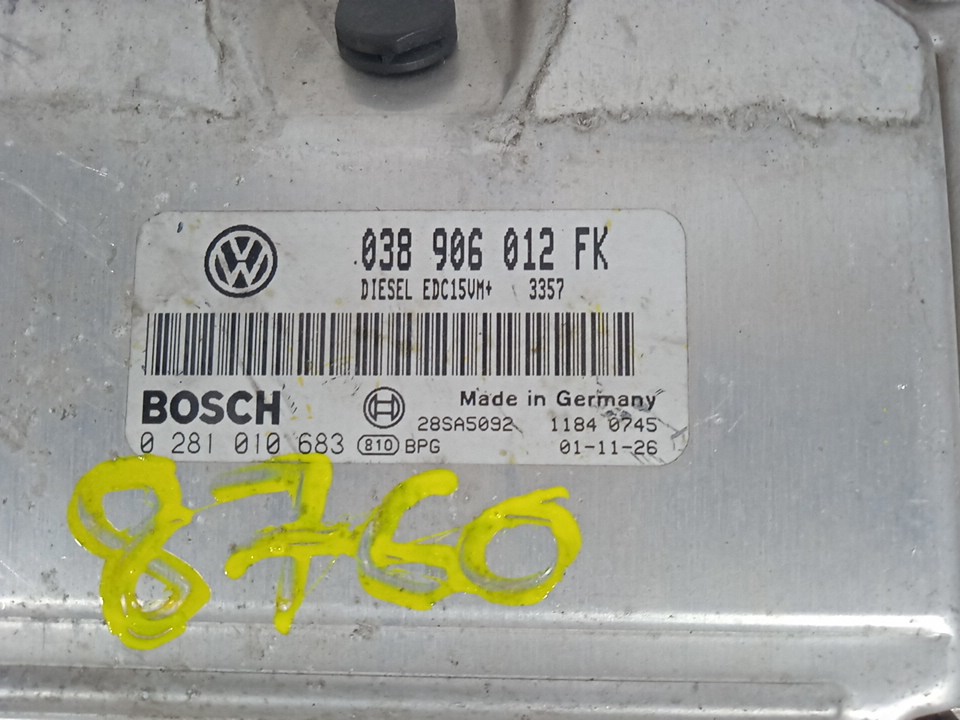 038 906 012 FK
DIESEL EDC15VM+ 3357
BOSCH
Made in Germany
28SA5092 1184 0745
0 281 010 683 810 BPG 01-11-26
8760